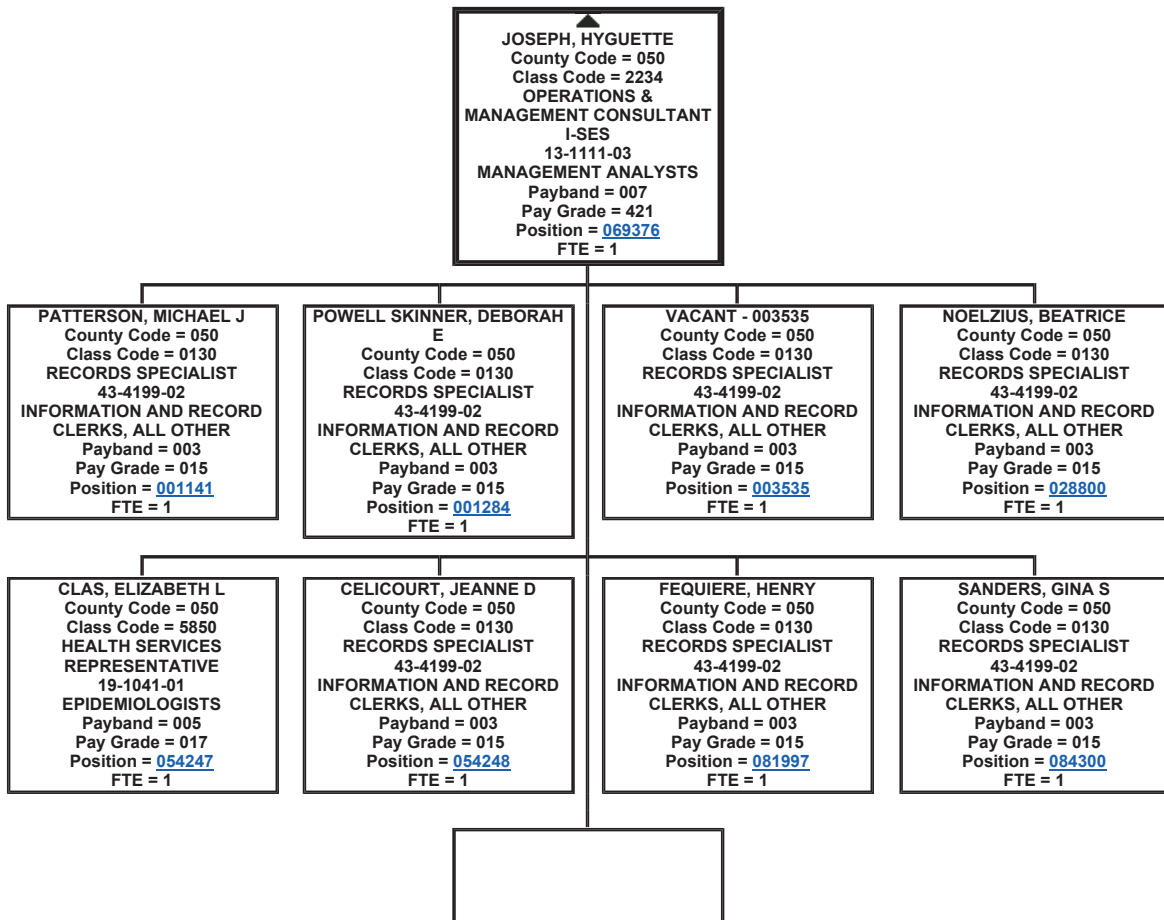 JOSEPH, HYGUETTE
County Code = 050
Class Code = 2234
OPERATIONS &
MANAGEMENT CONSULTANT
I-SES
13-1111-03
MANAGEMENT ANALYSTS
Payband = 007
Pay Grade = 421
Position = 069376
FTE = 1
PATTERSON, MICHAEL J
County Code = 050
Class Code = 0130
RECORDS SPECIALIST
43-4199-02
INFORMATION AND RECORD
CLERKS, ALL OTHER
Payband = 003
Pay Grade = 015
Position = 001141
FTE = 1
POWELL SKINNER, DEBORAH
E
County Code = 050
Class Code = 0130
RECORDS SPECIALIST
43-4199-02
INFORMATION AND RECORD
CLERKS, ALL OTHER
Payband = 003
Pay Grade = 015
Position = 001284
FTE = 1
VACANT - 003535
County Code = 050
Class Code = 0130
RECORDS SPECIALIST
43-4199-02
INFORMATION AND RECORD
CLERKS, ALL OTHER
Payband = 003
Pay Grade = 015
Position = 003535
FTE = 1
NOELZIUS, BEATRICE
County Code = 050
Class Code = 0130
RECORDS SPECIALIST
43-4199-02
INFORMATION AND RECORD
CLERKS, ALL OTHER
Payband = 003
Pay Grade = 015
Position = 028800
FTE = 1
CLAS, ELIZABETH L
County Code = 050
Class Code = 5850
HEALTH SERVICES
REPRESENTATIVE
19-1041-01
EPIDEMIOLOGISTS
Payband = 005
Pay Grade = 017
Position = 054247
FTE = 1
CELICOURT, JEANNE D
County Code = 050
Class Code = 0130
RECORDS SPECIALIST
43-4199-02
INFORMATION AND RECORD
CLERKS, ALL OTHER
Payband = 003
Pay Grade = 015
Position = 054248
FTE = 1
FEQUIERE, HENRY
County Code = 050
Class Code = 0130
RECORDS SPECIALIST
43-4199-02
INFORMATION AND RECORD
CLERKS, ALL OTHER
Payband = 003
Pay Grade = 015
Position = 081997
FTE = 1
SANDERS, GINA S
County Code = 050
Class Code = 0130
RECORDS SPECIALIST
43-4199-02
INFORMATION AND RECORD
CLERKS, ALL OTHER
Payband = 003
Pay Grade = 015
Position = 084300
FTE = 1